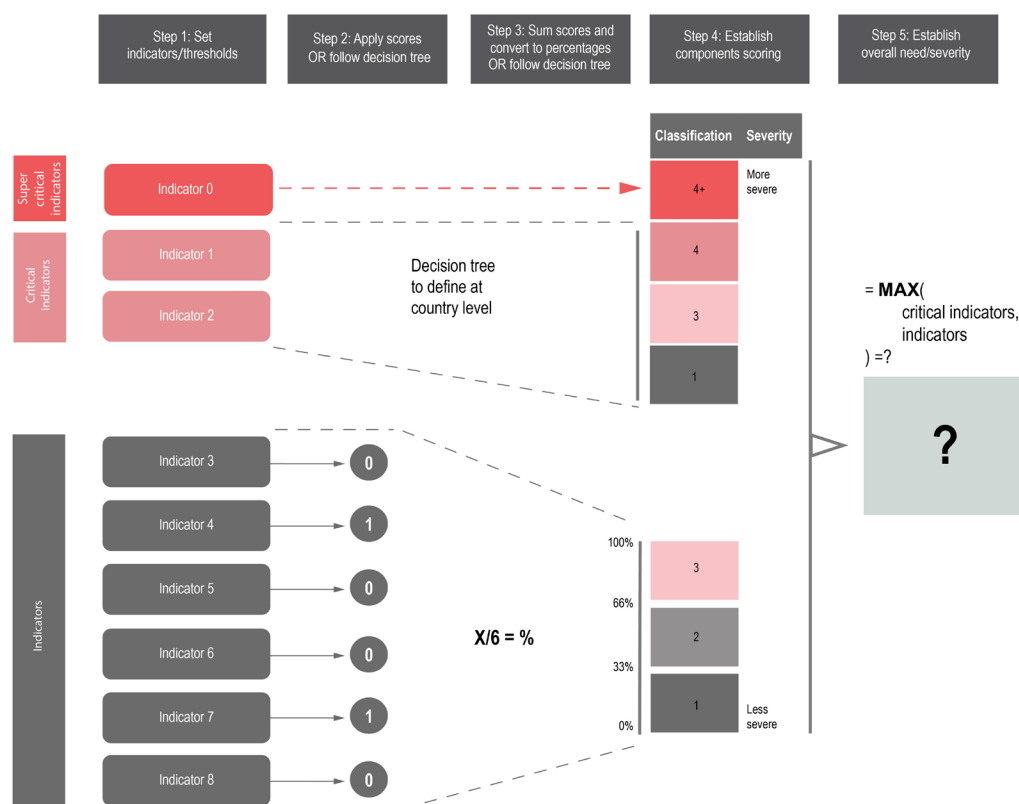 Step 1: Set
indicators/thresholds
Step 2: Apply scores
OR follow decision tree
Step 3: Sum scores and
convert to percentages
OR follow decision tree
Step 4: Establish
components scoring
Step 5: Establish
overall need/severity
Classification Severity
Super
critical
indicators
Indicator 0
4+
More
severe
Critical
indicators
Indicator 1
Indicator 2
Decision tree
to define at
country level
4
3
1
= MAX(
critical indicators,
indicators
) =?
?
Indicators
Indicator 3
0
Indicator 4
1
Indicator 5
0
Indicator 6
0
Indicator 7
1
Indicator 8
0
X/6 = %
100%
66%
33%
0%
3
2
1
Less
severe